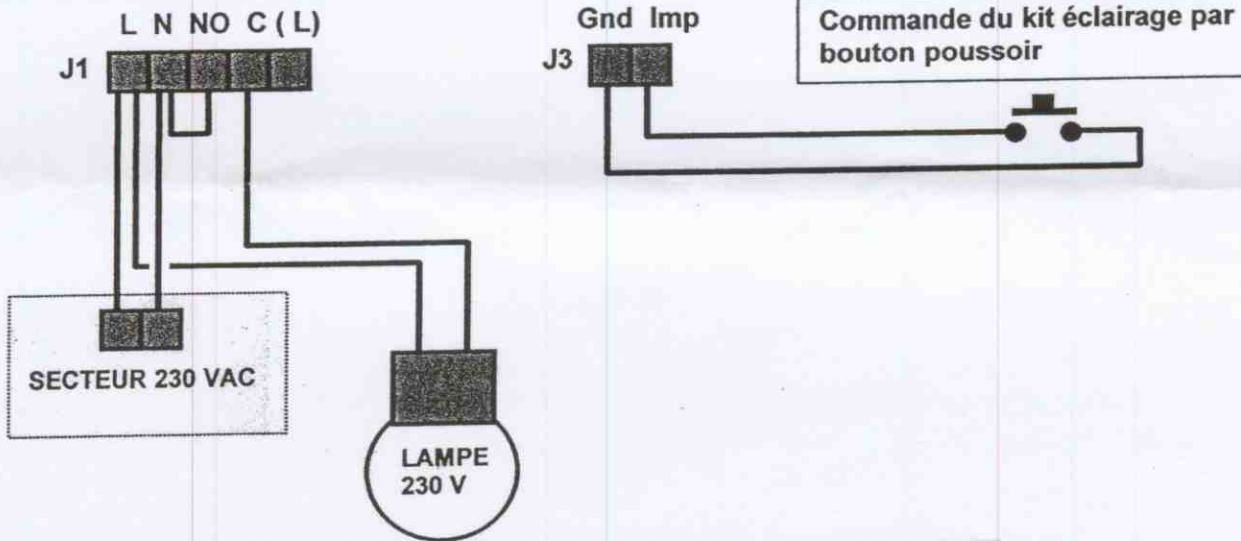 L N NO C ( L)
J1
Gnd Imp
J3
Commande du kit éclairage par
bouton poussoir
SECTEUR 230 VAC
LAMPE
230 V